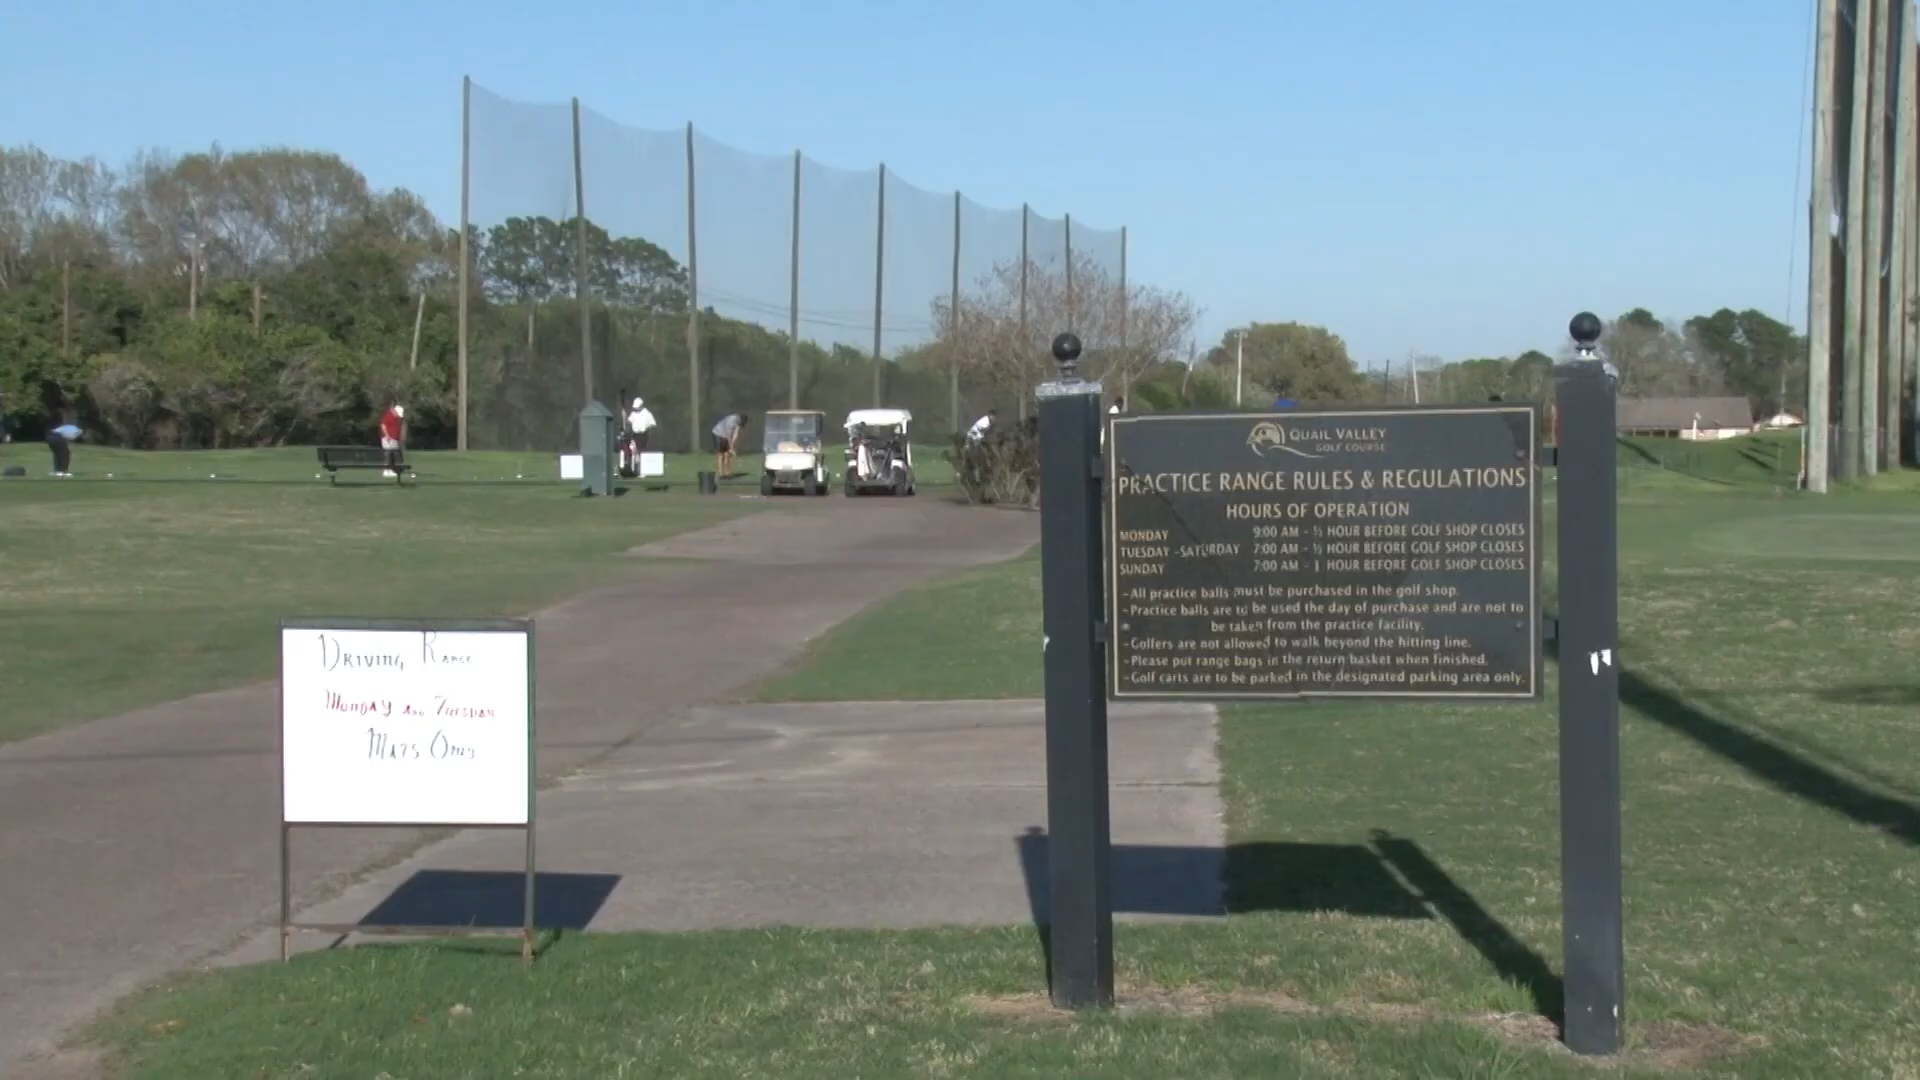 DRIVING RANGE
MONDAY AND TUESDAY
MATS ONLY
QUAIL VALLEY
GOLF COURSE
PRACTICE RANGE RULES & REGULATIONS
HOURS OF OPERATION
MONDAY 9:00 AM - ½ HOUR BEFORE GOLF SHOP CLOSES
TUESDAY - SATURDAY 7:00 AM - ½ HOUR BEFORE GOLF SHOP CLOSES
SUNDAY 7:00 AM - 1 HOUR BEFORE GOLF SHOP CLOSES
- All practice balls must be purchased in the golf shop.
- Practice balls are to be used the day of purchase and are not to
be taken from the practice facility.
- Golfers are not allowed to walk beyond the hitting line.
- Please put range bags in the return basket when finished.
- Golf carts are to be parked in the designated parking area only.